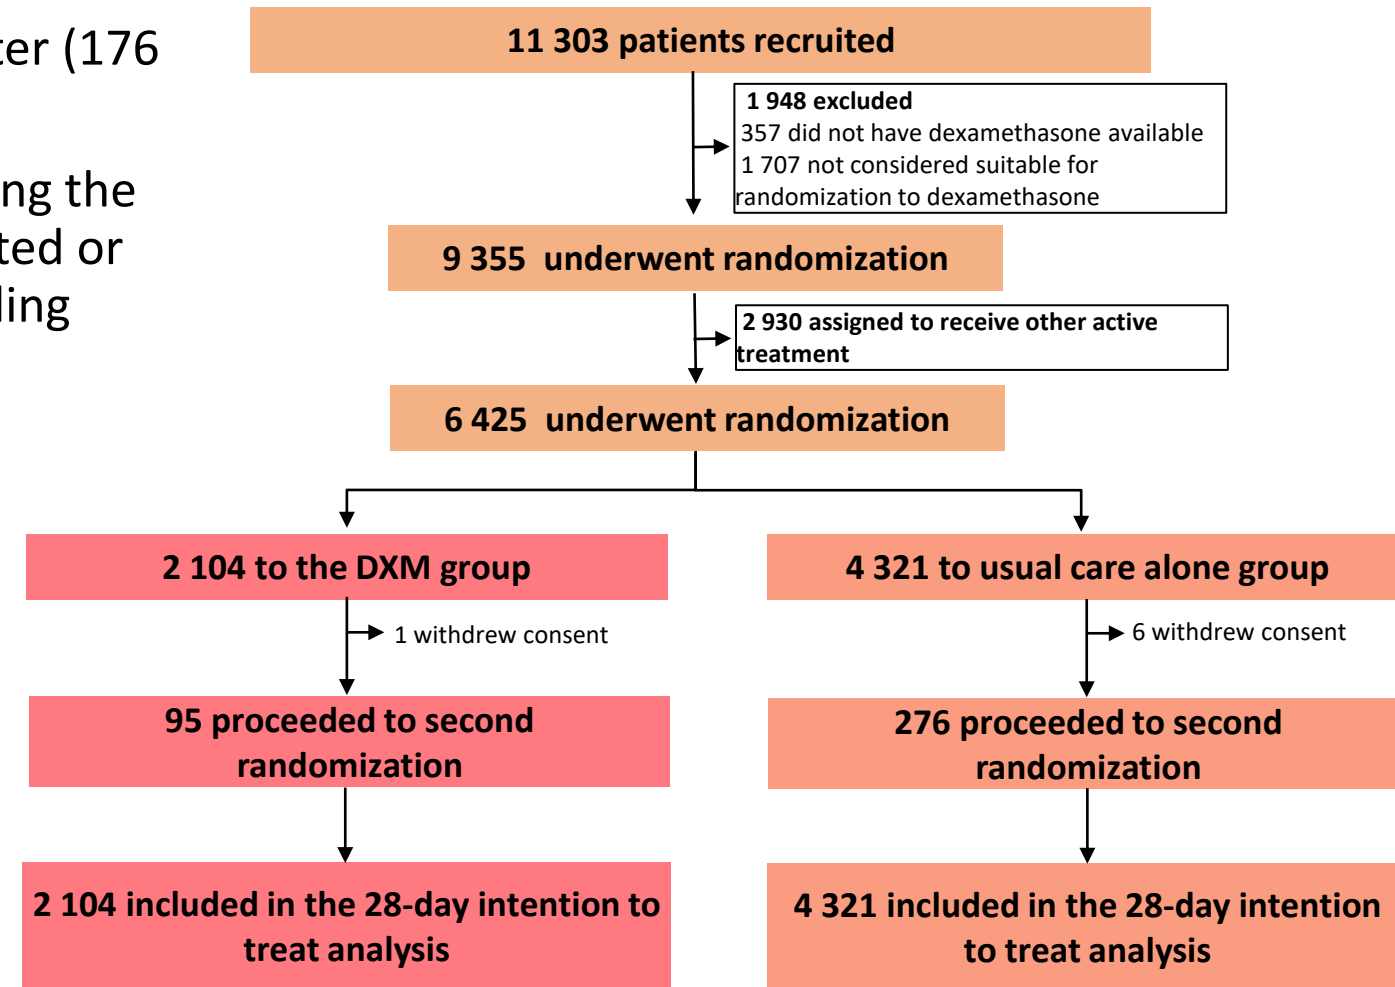 ter (176
ng the
ted or
ling
11 303 patients recruited
1 948 excluded
357 did not have dexamethasone available
1 707 not considered suitable for
randomization to dexamethasone
9 355 underwent randomization
2 930 assigned to receive other active
treatment
6 425 underwent randomization
2 104 to the DXM group
4 321 to usual care alone group
1 withdrew consent
6 withdrew consent
95 proceeded to second
randomization
276 proceeded to second
randomization
2 104 included in the 28-day intention to
treat analysis
4 321 included in the 28-day intention
to treat analysis